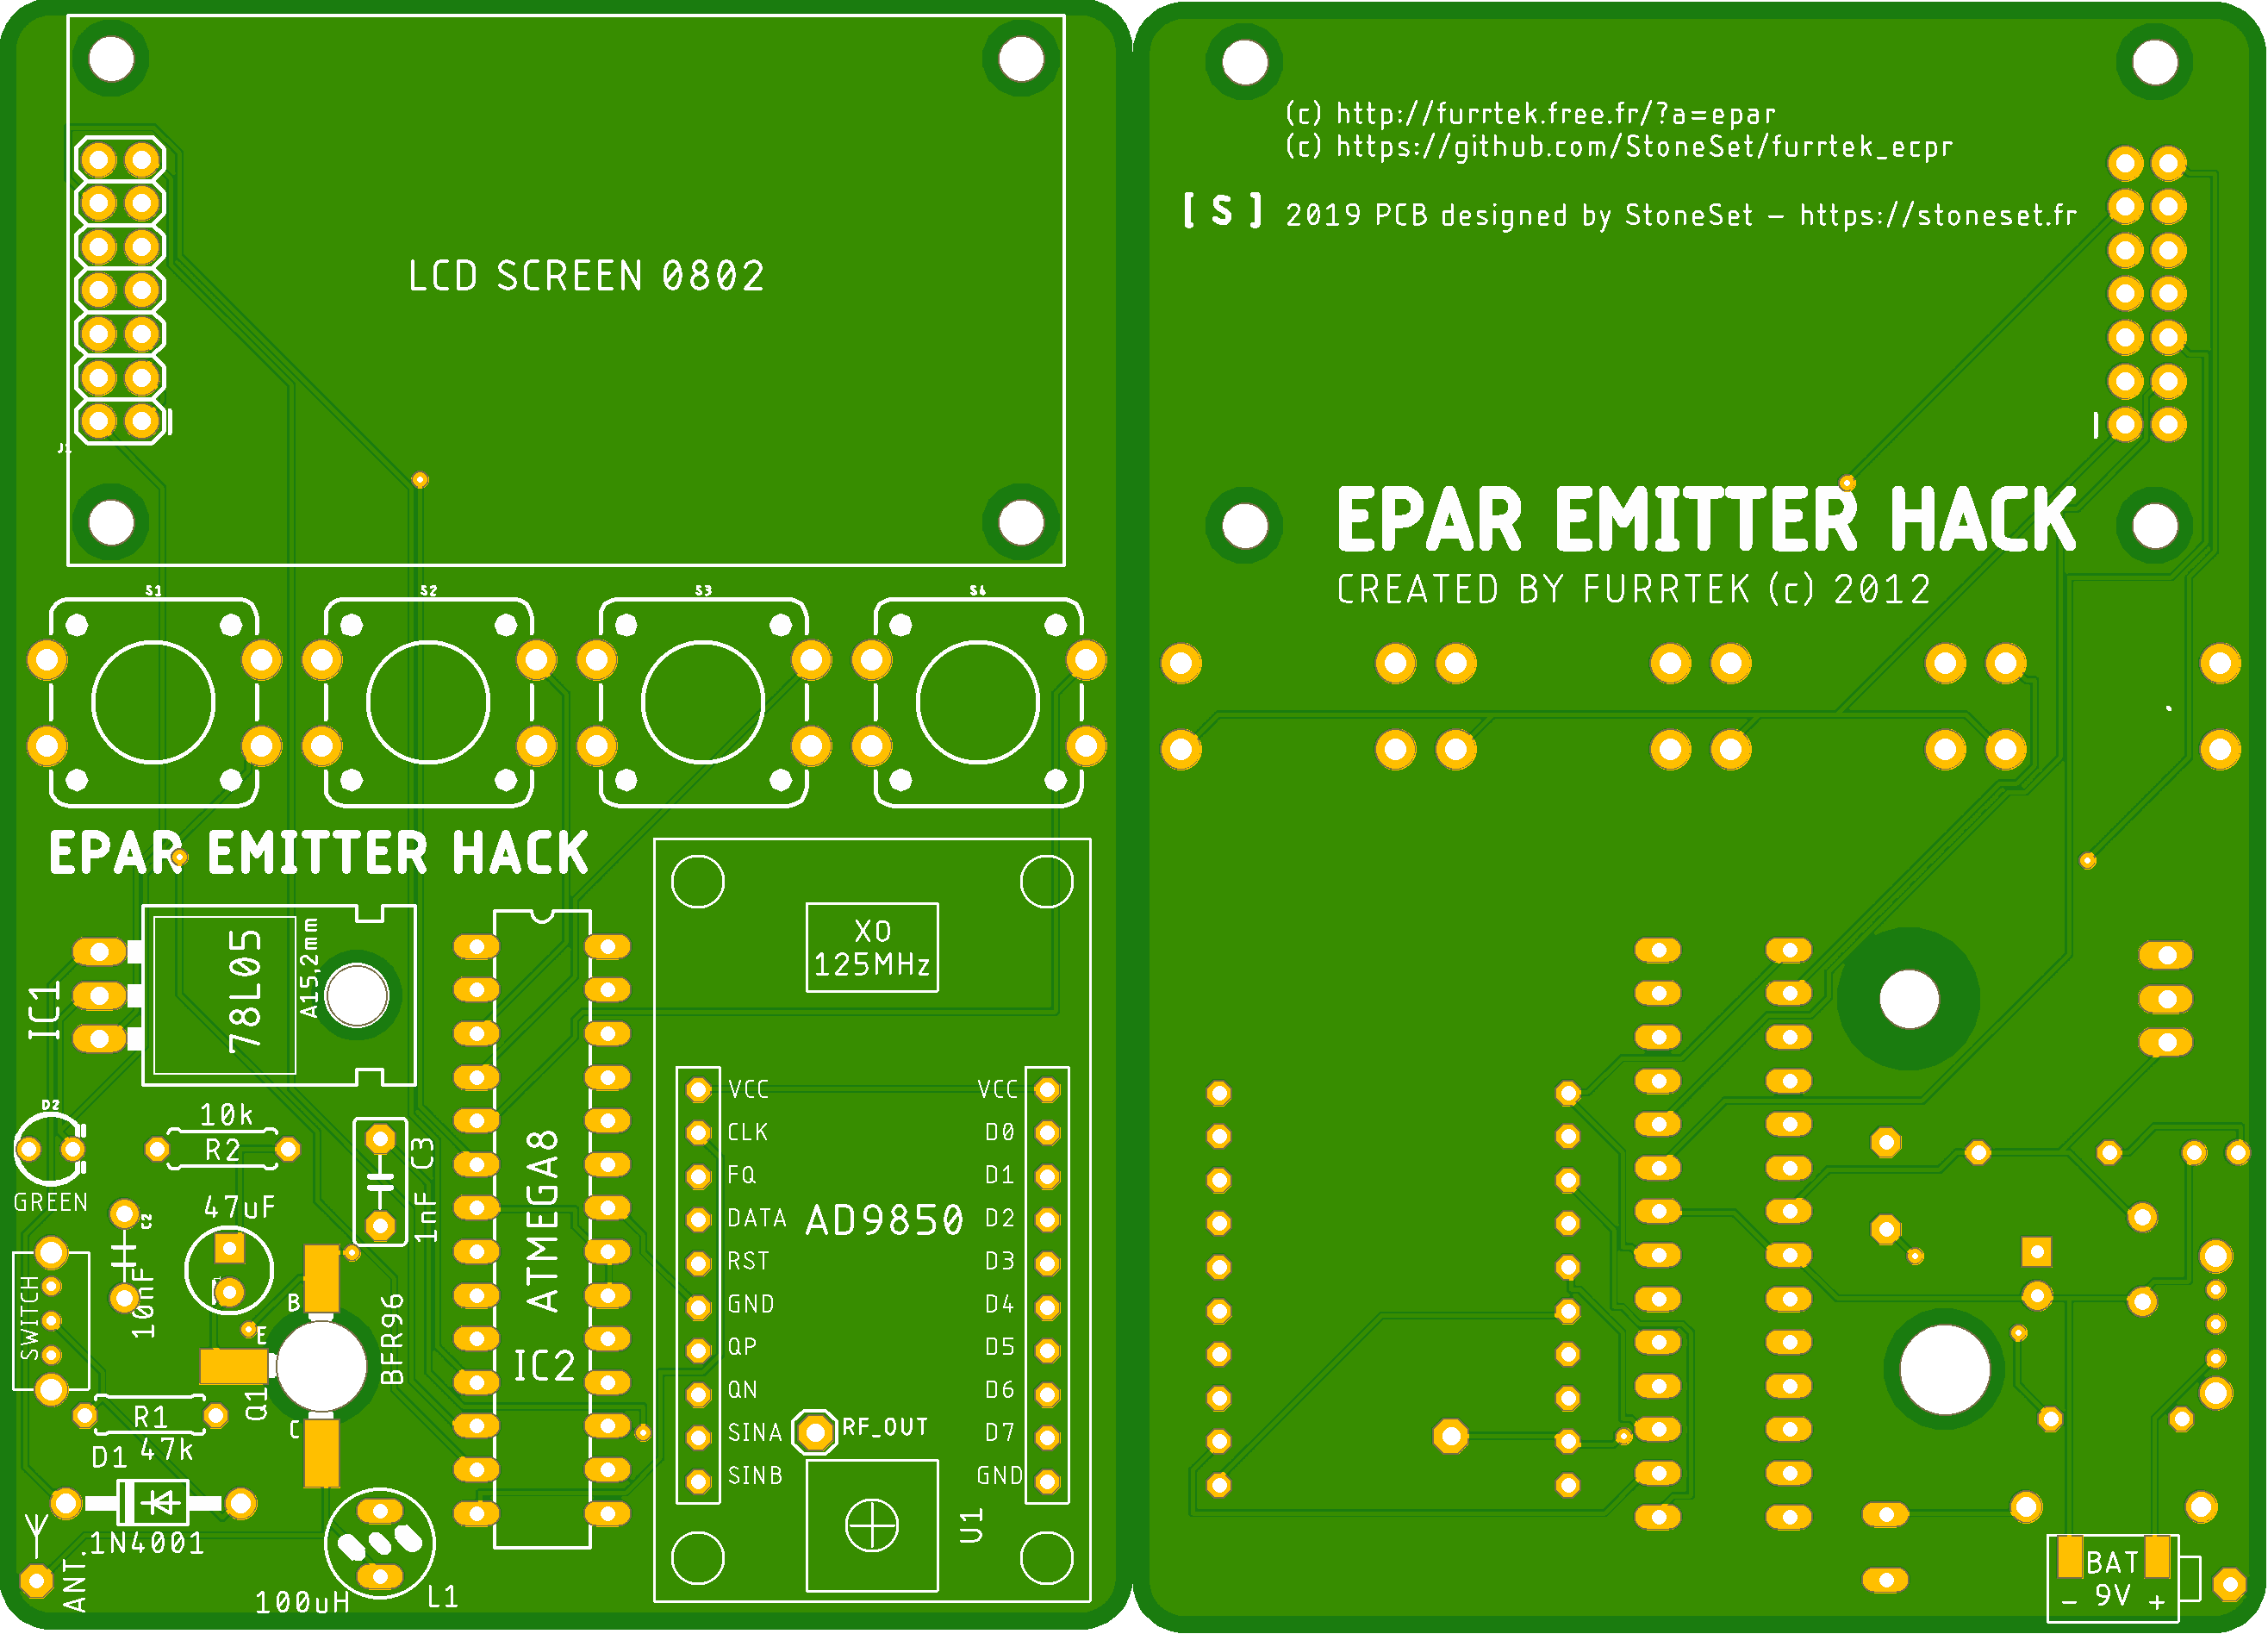 J1
LCD SCREEN 0802
S1
S2
S3
S4
EPAR EMITTER HACK
IC1
78L05
A15,2mm
D2
GREEN
10k
R2
C3
1nF
47uF
C2
10nF
SWITCH
B
E
C
Q1
BFR96
R1
47k
D1
1N4001
ANT.
100uH
L1
ATMEGA8
IC2
XO
125MHz
VCC
CLK
FQ
DATA
RST
GND
QP
QN
SINA
SINB
AD9850
RF_OUT
VCC
D0
D1
D2
D3
D4
D5
D6
D7
GND
U1
(c) http://furrtek.free.fr/?a=epar
(c) https://github.com/StoneSet/furrtek_ecpr
[S] 2019 PCB designed by StoneSet - https://stoneset.fr
EPAR EMITTER HACK
CREATED BY FURRTEK (c) 2012
BAT
- 9V +